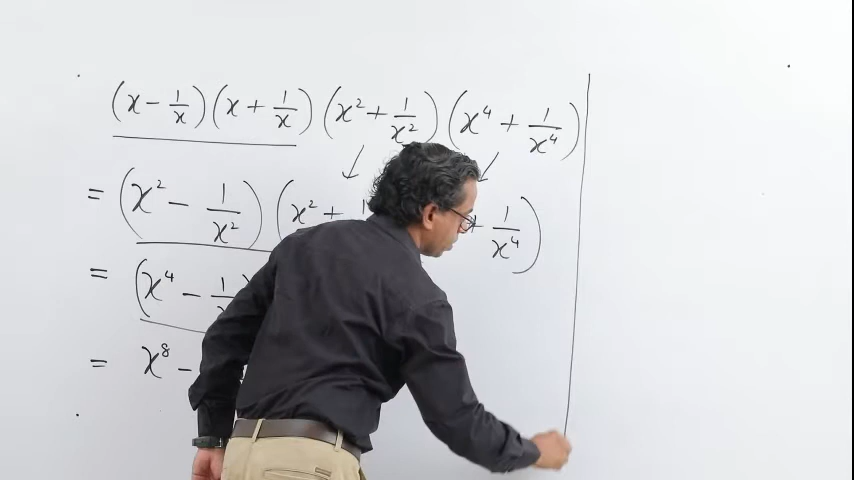 (x - 1/x)(x + 1/x)(x² + 1/x²)(x⁴ + 1/x⁴)
= (x² - 1/x²)(x² + + 1/x⁴)
= (x⁴ - 1/
= x⁸ -